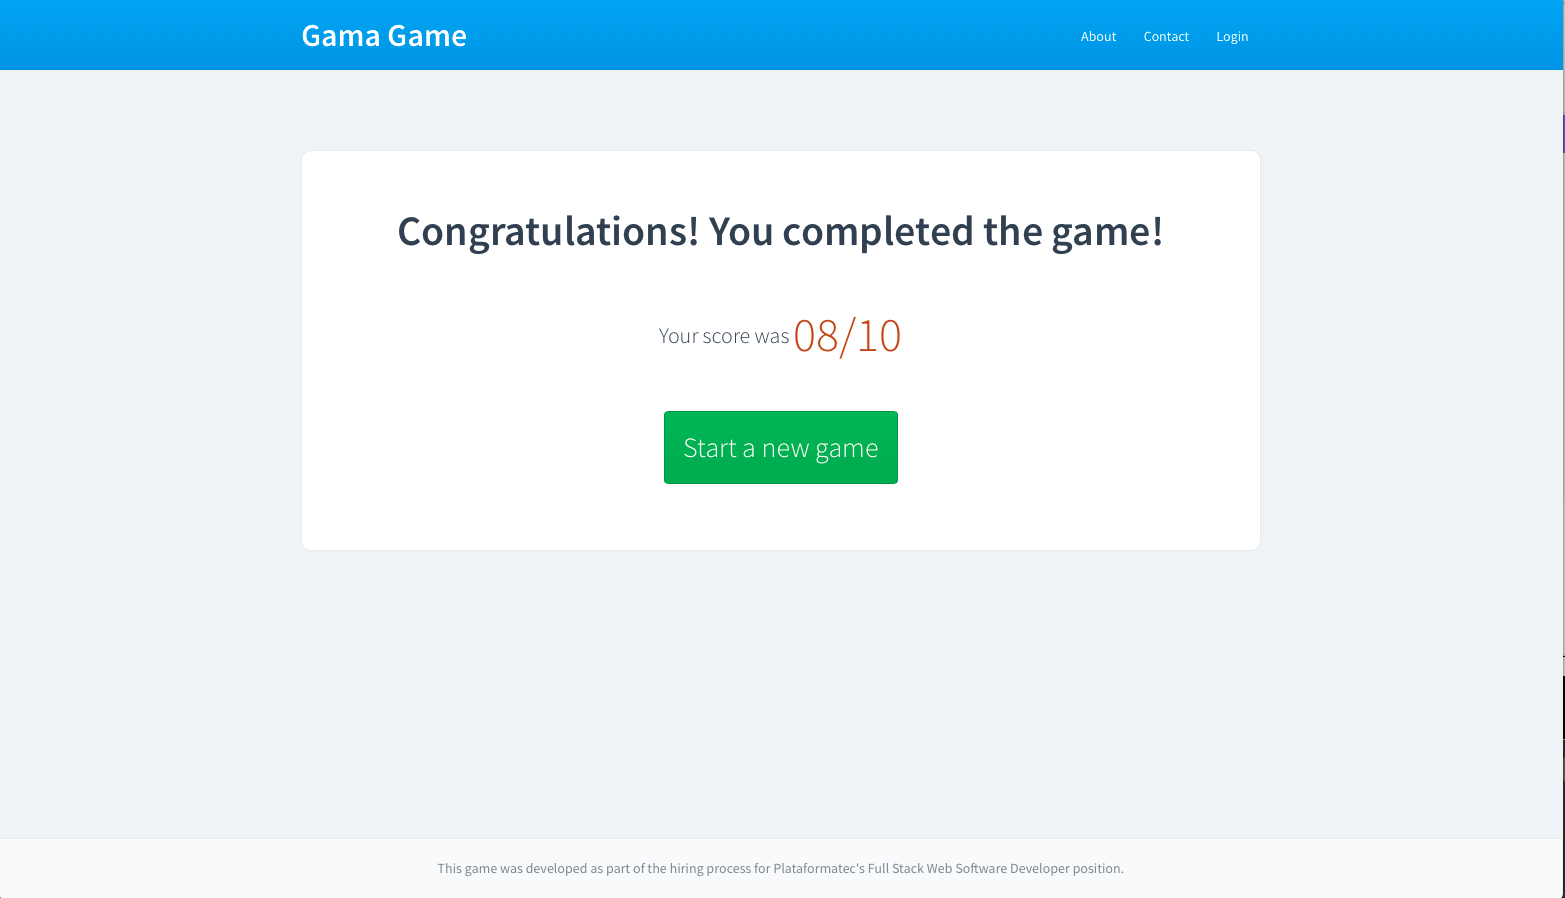 Gama Game
About Contact Login
Congratulations! You completed the game!
Your score was 08/10
Start a new game
This game was developed as part of the hiring process for Plataformatec's Full Stack Web Software Developer position.